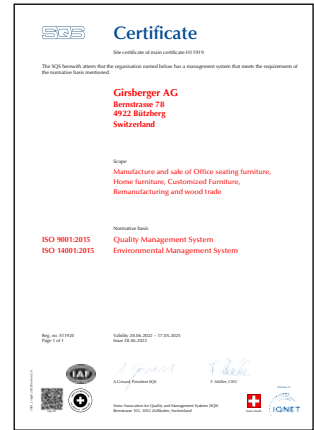 SQS
Certificate
Site certificate of main certificate H11919
The SQS herewith attests that the organisation named below has a management system that meets the requirements of
the normative basis mentioned.
Girsberger AG
Bernstrasse 78
4922 Bützberg
Switzerland
Scope
Manufacture and sale of Office seating furniture,
Home furniture, Customized Furniture,
Remanufacturing and wood trade
Normative basis
ISO 9001:2015 Quality Management System
ISO 14001:2015 Environmental Management System
Reg. no. H11920
Page 1 of 1
Validity 28.06.2022 – 17.05.2025
Issue 28.06.2022
IAF
A.Grisard, President SQS
F. Müller, CEO
Swiss Association for Quality and Management Systems (SQS)
Bernstrasse 103, 3052 Zollikofen, Switzerland
Swiss Made
IQNET